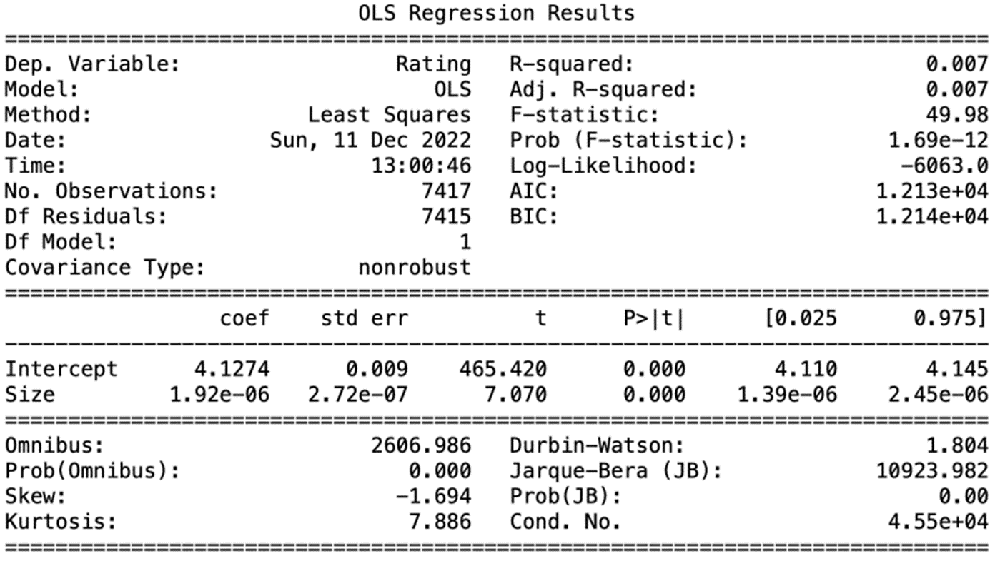 OLS Regression Results
==============================================================================
Dep. Variable:                 Rating   R-squared:                       0.007
Model:                            OLS   Adj. R-squared:                  0.007
Method:                 Least Squares   F-statistic:                     49.98
Date:                Sun, 11 Dec 2022   Prob (F-statistic):           1.69e-12
Time:                        13:00:46   Log-Likelihood:                -6063.0
No. Observations:                7417   AIC:                         1.213e+04
Df Residuals:                    7415   BIC:                         1.214e+04
Df Model:                           1
Covariance Type:            nonrobust
==============================================================================
                 coef    std err          t      P>|t|      [0.025      0.975]
------------------------------------------------------------------------------
Intercept      4.1274      0.009    465.420      0.000       4.110       4.145
Size         1.92e-06   2.72e-07      7.070      0.000    1.39e-06    2.45e-06
==============================================================================
Omnibus:                     2606.986   Durbin-Watson:                   1.804
Prob(Omnibus):                  0.000   Jarque-Bera (JB):            10923.982
Skew:                          -1.694   Prob(JB):                         0.00
Kurtosis:                       7.886   Cond. No.                     4.55e+04
==============================================================================